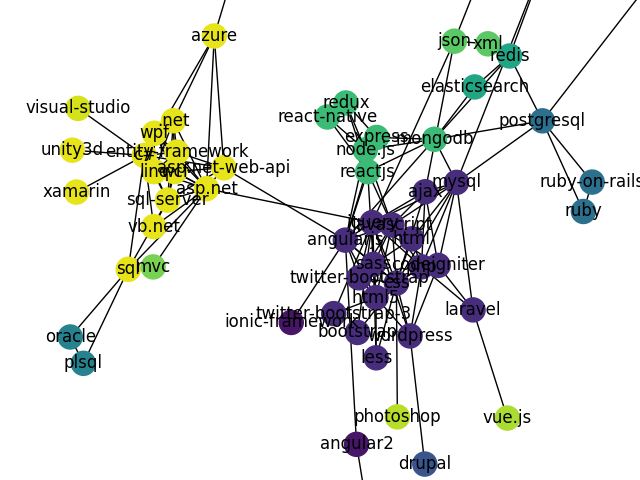 azure
json
xml
redis
elasticsearch
visual-studio
redux
react-native
.net
wpf
express
mongodb
postgresql
unity3d
entity-framework
c#
node.js
linq
asp.net-web-api
reactjs
xamarin
asp.net
ajax
mysql
ruby-on-rails
sql-server
ruby
vb.net
jquery
javascript
angularjs
html
sql
mvc
sass
codeigniter
php
twitter-bootstrap
css
html5
twitter-bootstrap-3
laravel
ionic-framework
bootstrap
wordpress
oracle
less
plsql
photoshop
vue.js
angular2
drupal